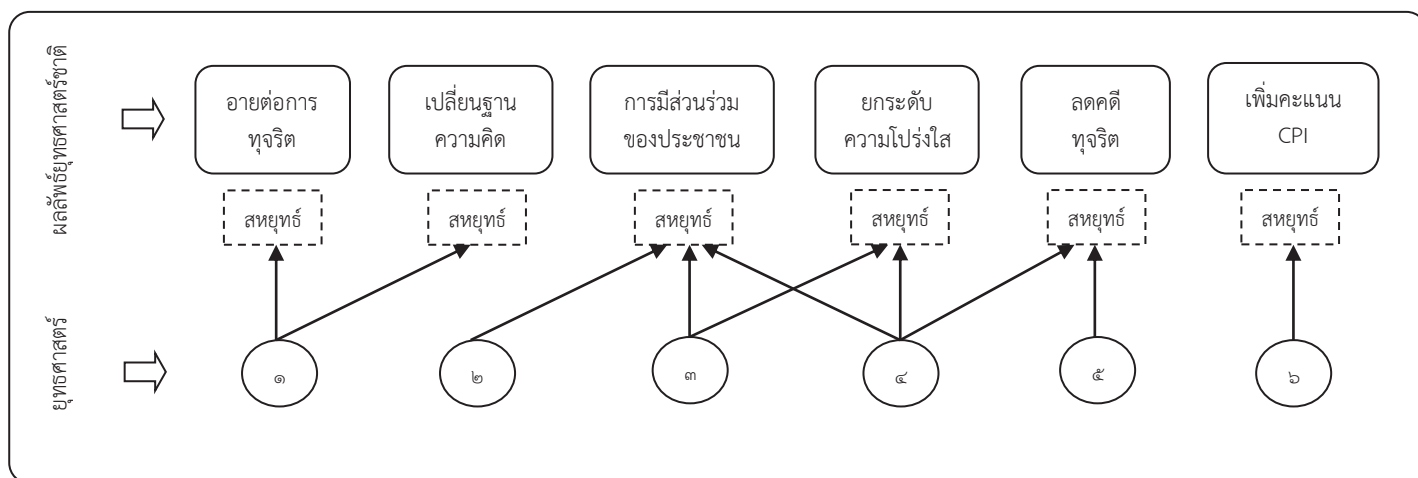 ผลลัพธ์ยุทธศาสตร์ชาติ
อายต่อการ
ทุจริต
เปลี่ยนฐาน
ความคิด
การมีส่วนร่วม
ของประชาชน
ยกระดับ
ความโปร่งใส
ลดคดี
ทุจริต
เพิ่มคะแนน
CPI
สหยุทธ์
สหยุทธ์
สหยุทธ์
สหยุทธ์
สหยุทธ์
สหยุทธ์
ยุทธศาสตร์
๑
๒
๓
๔
๕
๖